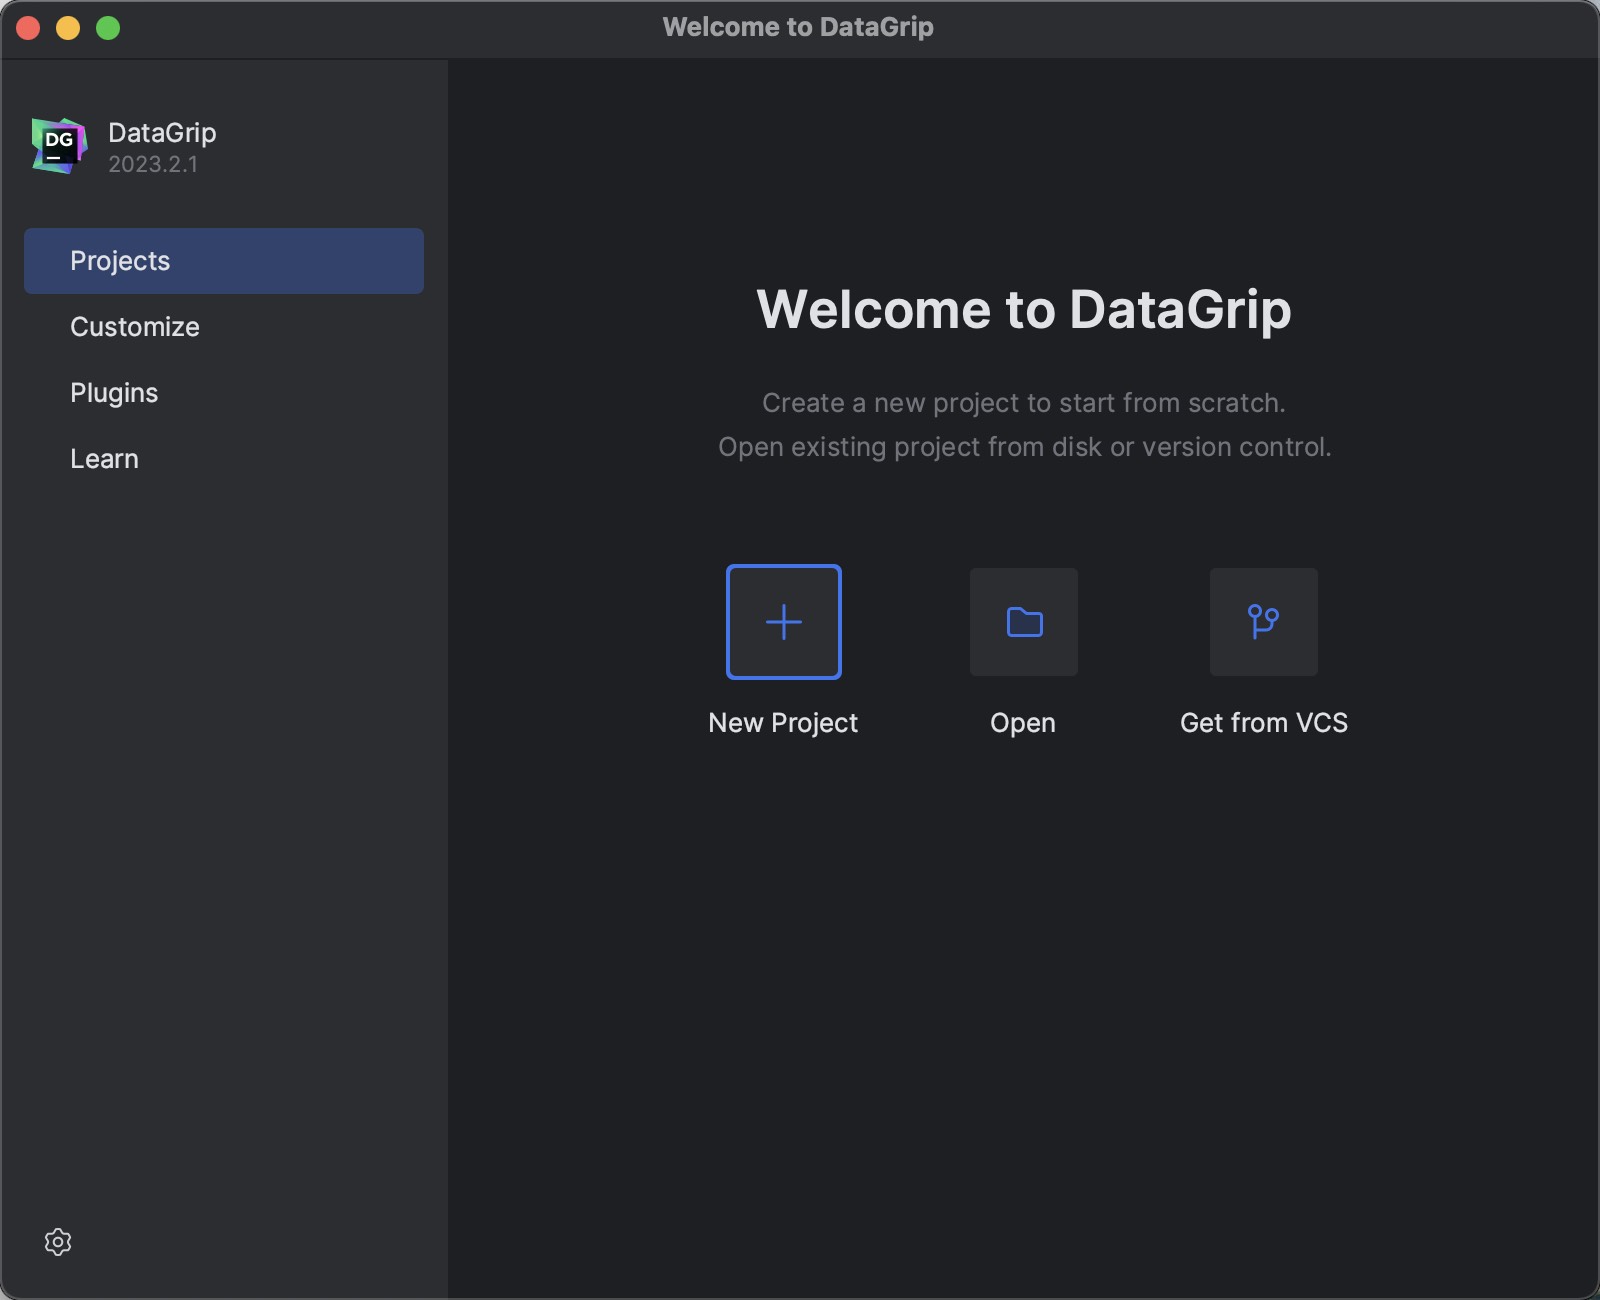 Welcome to DataGrip
DG
DataGrip
2023.2.1
Projects
Customize
Plugins
Learn
Welcome to DataGrip
Create a new project to start from scratch.
Open existing project from disk or version control.
New Project
Open
Get from VCS